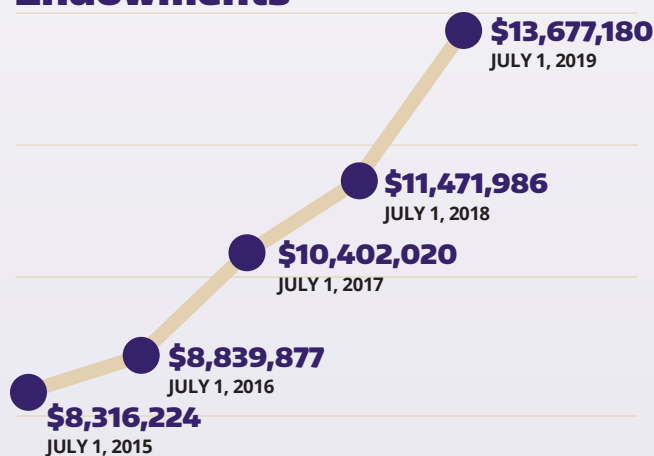 Endowments
$13,677,180
JULY 1, 2019
$11,471,986
JULY 1, 2018
$10,402,020
JULY 1, 2017
$8,839,877
JULY 1, 2016
$8,316,224
JULY 1, 2015